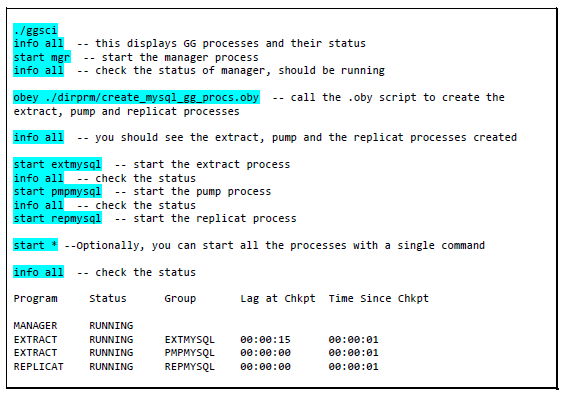 ./ggsci
info all  -- this displays GG processes and their status
start mgr  -- start the manager process
info all  -- check the status of manager, should be running
obey ./dirprm/create_mysql_gg_procs.oby  -- call the .oby script to create the
extract, pump and replicat processes
info all  -- you should see the extract, pump and the replicat processes created
start extmysql  -- start the extract process
info all  -- check the status
start pmpmysql  -- start the pump process
info all  -- check the status
start repmysql  -- start the replicat process
start * --Optionally, you can start all the processes with a single command
info all  -- check the status
Program     Status      Group       Lag at Chkpt  Time Since Chkpt
MANAGER     RUNNING
EXTRACT     RUNNING     EXTMYSQL    00:00:15      00:00:01
EXTRACT     RUNNING     PMPMYSQL    00:00:00      00:00:01
REPLICAT    RUNNING     REPMYSQL    00:00:00      00:00:01